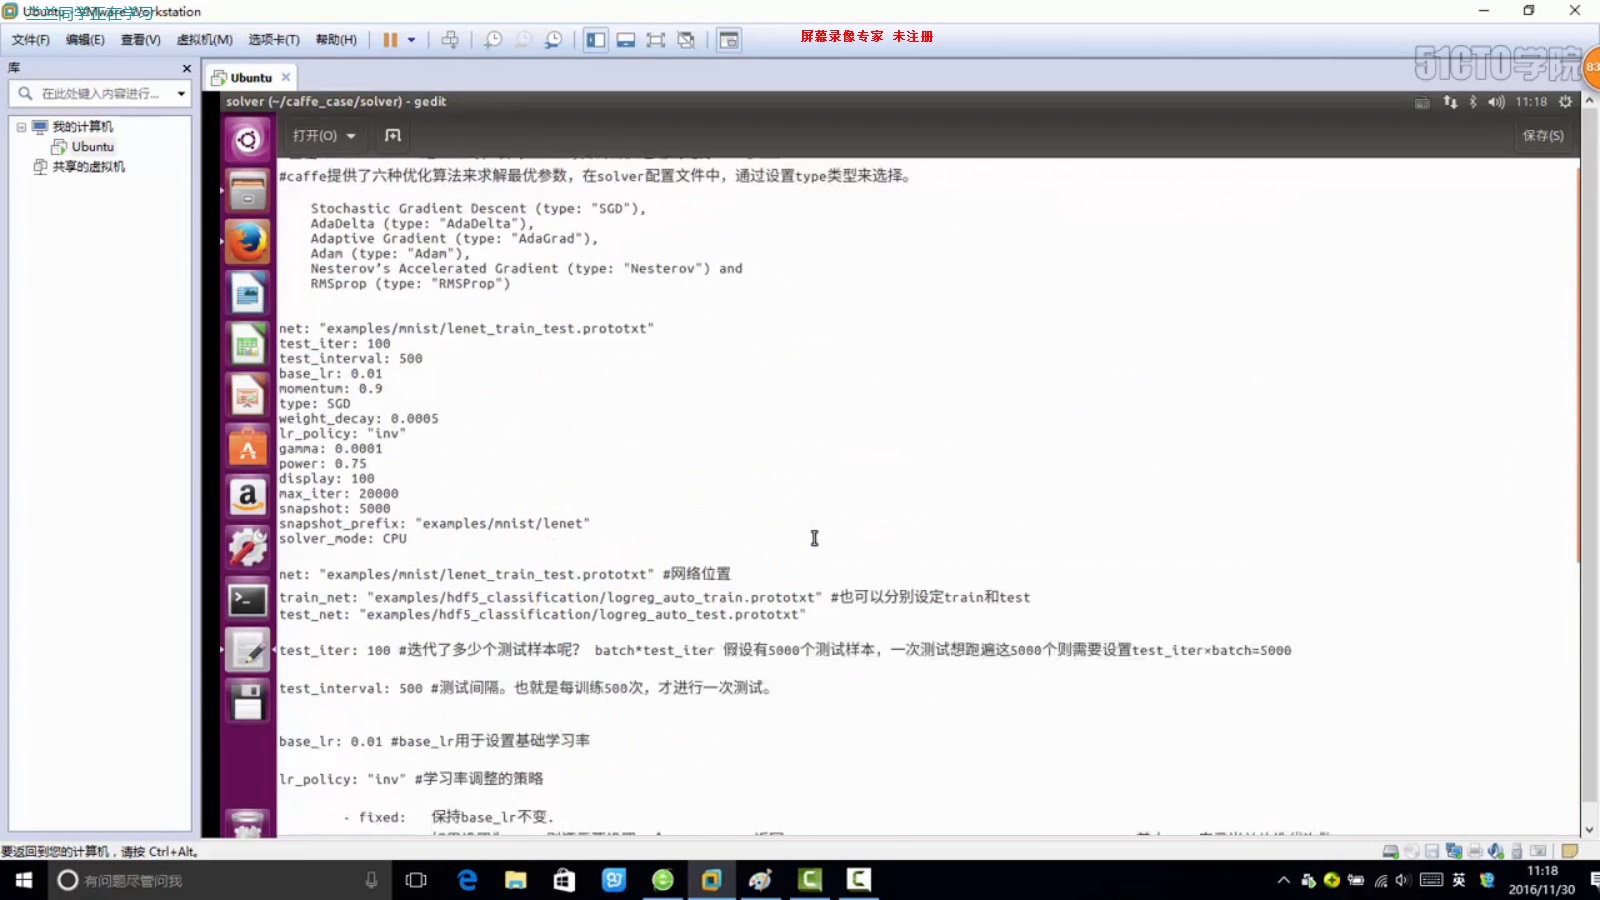 Ubuntu - VMware Workstation
兰兰同学正在学习
文件(F) 编辑(E) 查看(V) 虚拟机(M) 选项卡(T) 帮助(H)
屏幕录像专家 未注册
51CTO学院
83
库
Ubuntu
在此处键入内容进行...
我的计算机
Ubuntu
共享的虚拟机
solver (~/caffe_case/solver) - gedit
11:18
打开(O)
保存(S)
#caffe提供了六种优化算法来求解最优参数，在solver配置文件中，通过设置type类型来选择。
Stochastic Gradient Descent (type: "SGD"),
AdaDelta (type: "AdaDelta"),
Adaptive Gradient (type: "AdaGrad"),
Adam (type: "Adam"),
Nesterov’s Accelerated Gradient (type: "Nesterov") and
RMSprop (type: "RMSProp")
net: "examples/mnist/lenet_train_test.prototxt"
test_iter: 100
test_interval: 500
base_lr: 0.01
momentum: 0.9
type: SGD
weight_decay: 0.0005
lr_policy: "inv"
gamma: 0.0001
power: 0.75
display: 100
max_iter: 20000
snapshot: 5000
snapshot_prefix: "examples/mnist/lenet"
solver_mode: CPU
net: "examples/mnist/lenet_train_test.prototxt" #网络位置
train_net: "examples/hdf5_classification/logreg_auto_train.prototxt" #也可以分别设定train和test
test_net: "examples/hdf5_classification/logreg_auto_test.prototxt"
test_iter: 100 #迭代了多少个测试样本呢？ batch*test_iter 假设有5000个测试样本，一次测试想跑遍这5000个则需要设置test_iter×batch=5000
test_interval: 500 #测试间隔。也就是每训练500次，才进行一次测试。
base_lr: 0.01 #base_lr用于设置基础学习率
lr_policy: "inv" #学习率调整的策略
- fixed: 保持base_lr不变.
要返回到您的计算机，请按 Ctrl+Alt。
有问题尽管问我
英
11:18
2016/11/30